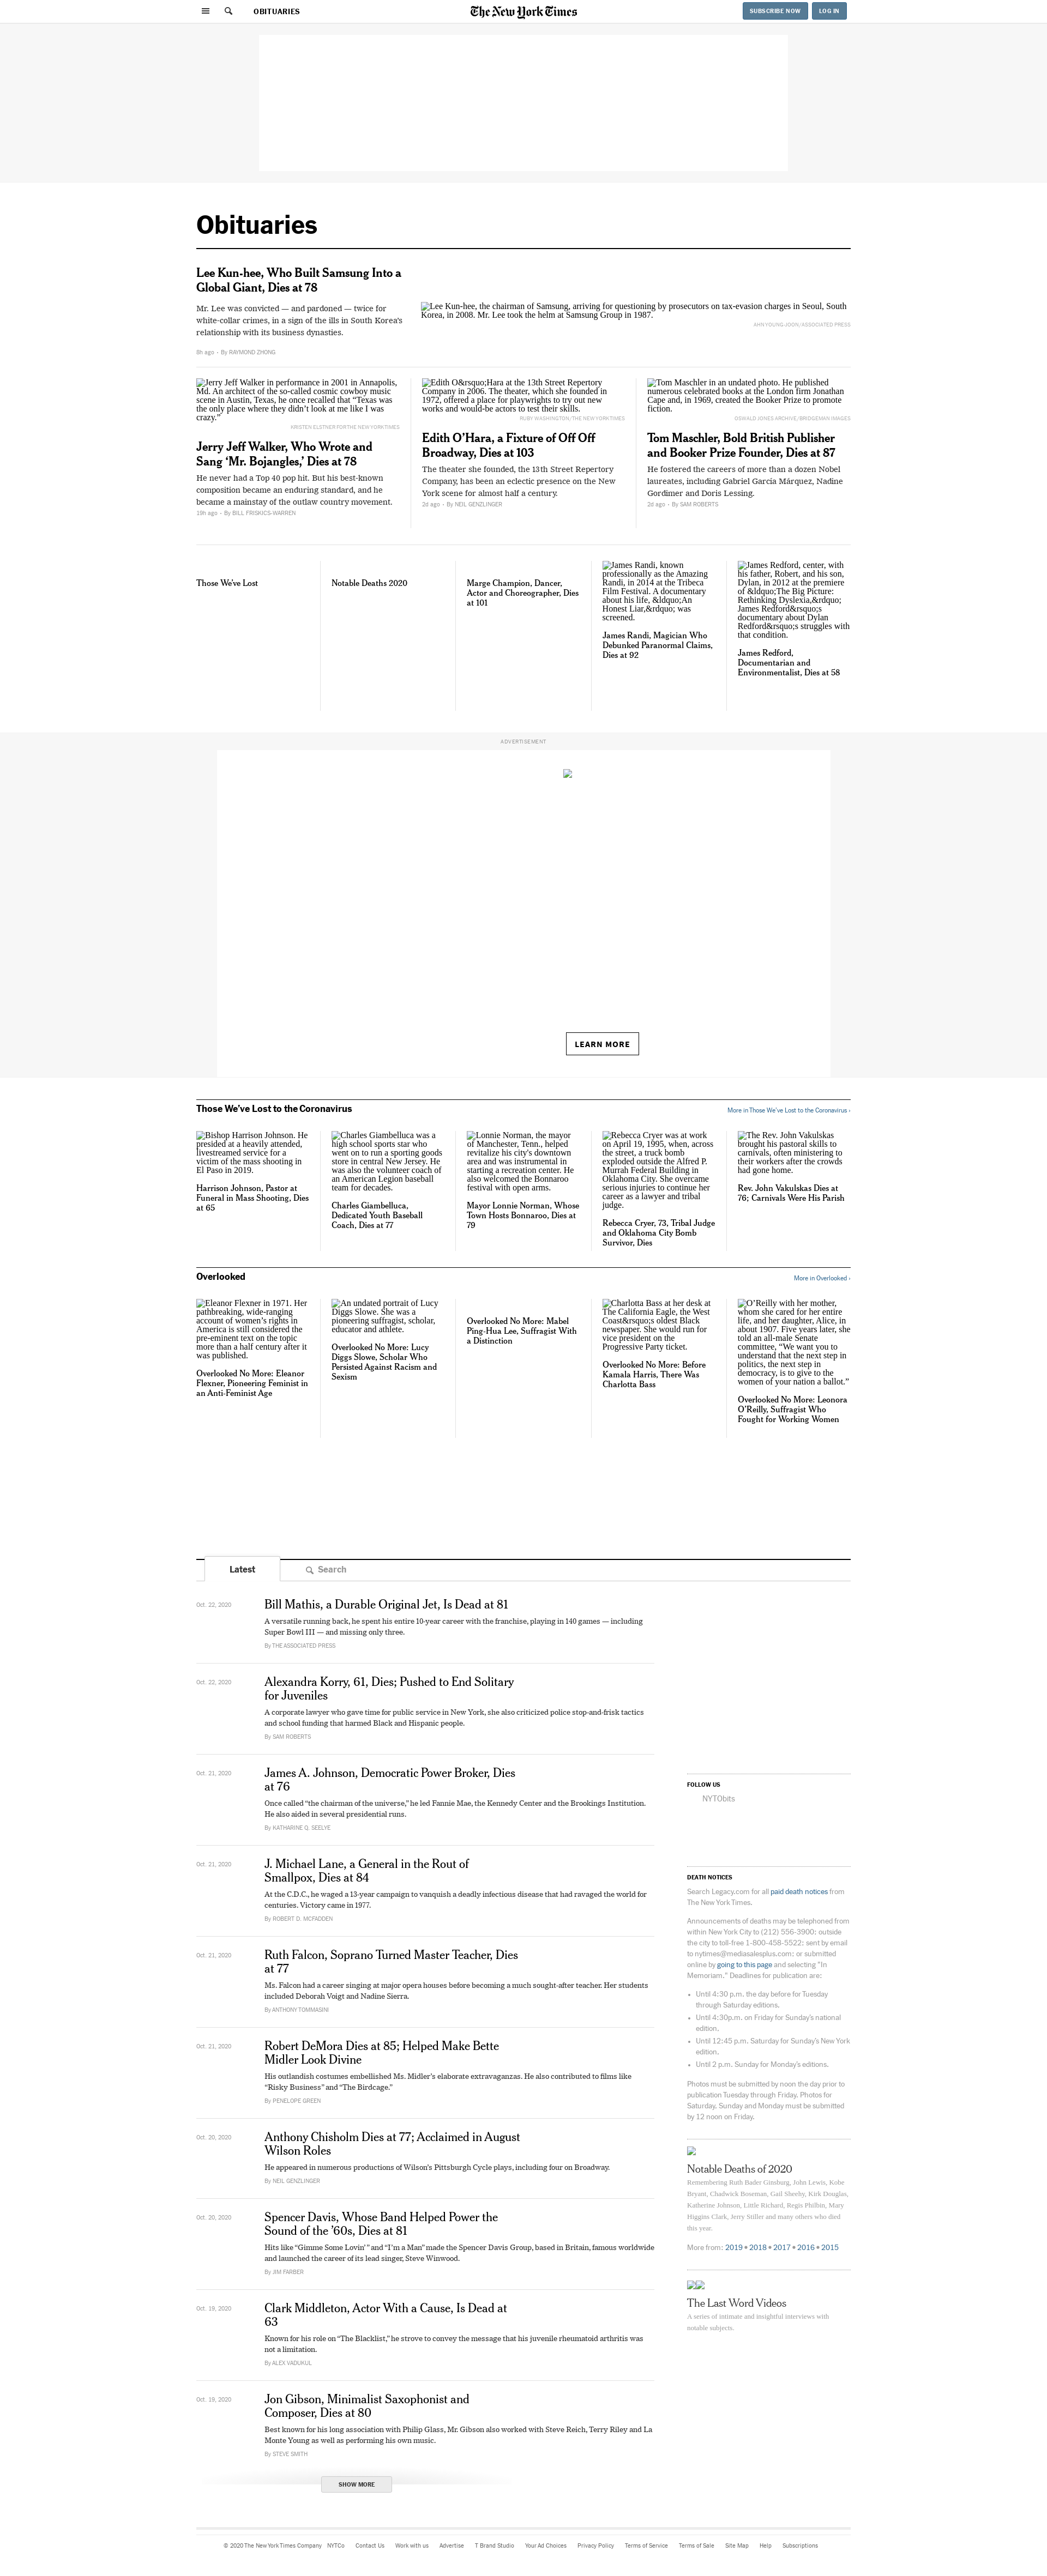 OBITUARIES
The New York Times
SUBSCRIBE NOW
LOG IN
Obituaries
Lee Kun-hee, Who Built Samsung Into a
Global Giant, Dies at 78
Mr. Lee was convicted — and pardoned — twice for
white-collar crimes, in a sign of the ills in South Korea's
relationship with its business dynasties.
8h ago • By RAYMOND ZHONG
Lee Kun-hee, the chairman of Samsung, arriving for questioning by prosecutors on tax-evasion charges in Seoul, South
Korea, in 2008. Mr. Lee took the helm at Samsung Group in 1987.
AHN YOUNG-JOON/ASSOCIATED PRESS
Jerry Jeff Walker in performance in 2001 in Annapolis,
Md. An architect of the so-called cosmic cowboy music
scene in Austin, Texas, he once recalled that “Texas was
the only place where they didn’t look at me like I was
crazy.”
KRISTEN ELSTNER FOR THE NEW YORK TIMES
Jerry Jeff Walker, Who Wrote and
Sang ‘Mr. Bojangles,’ Dies at 78
He never had a Top 40 pop hit. But his best-known
composition became an enduring standard, and he
became a mainstay of the outlaw country movement.
19h ago • By BILL FRISKICS-WARREN
Edith O&rsquo;Hara at the 13th Street Repertory
Company in 2006. The theater, which she founded in
1972, offered a place for playwrights to try out new
works and would-be actors to test their skills.
RUBY WASHINGTON/THE NEW YORK TIMES
Edith O’Hara, a Fixture of Off Off
Broadway, Dies at 103
The theater she founded, the 13th Street Repertory
Company, has been an eclectic presence on the New
York scene for almost half a century.
2d ago • By NEIL GENZLINGER
Tom Maschler in an undated photo. He published
numerous celebrated books at the London firm Jonathan
Cape and, in 1969, created the Booker Prize to promote
fiction.
OSWALD JONES ARCHIVE/BRIDGEMAN IMAGES
Tom Maschler, Bold British Publisher
and Booker Prize Founder, Dies at 87
He fostered the careers of more than a dozen Nobel
laureates, including Gabriel García Márquez, Nadine
Gordimer and Doris Lessing.
2d ago • By SAM ROBERTS
Those We’ve Lost
Notable Deaths 2020
Marge Champion, Dancer,
Actor and Choreographer, Dies
at 101
James Randi, known
professionally as the Amazing
Randi, in 2014 at the Tribeca
Film Festival. A documentary
about his life, &ldquo;An
Honest Liar,&rdquo; was
screened.
James Randi, Magician Who
Debunked Paranormal Claims,
Dies at 92
James Redford, center, with
his father, Robert, and his son,
Dylan, in 2012 at the premiere
of &ldquo;The Big Picture:
Rethinking Dyslexia,&rdquo;
James Redford&rsquo;s
documentary about Dylan
Redford&rsquo;s struggles with
that condition.
James Redford,
Documentarian and
Environmentalist, Dies at 58
ADVERTISEMENT
LEARN MORE
Those We've Lost to the Coronavirus
More in Those We've Lost to the Coronavirus ›
Bishop Harrison Johnson. He
presided at a heavily attended,
livestreamed service for a
victim of the mass shooting in
El Paso in 2019.
Harrison Johnson, Pastor at
Funeral in Mass Shooting, Dies
at 65
Charles Giambelluca was a
high school sports star who
went on to run a sporting goods
store in central New Jersey. He
was also the volunteer coach of
an American Legion baseball
team for decades.
Charles Giambelluca,
Dedicated Youth Baseball
Coach, Dies at 77
Lonnie Norman, the mayor
of Manchester, Tenn., helped
revitalize his city's downtown
area and was instrumental in
starting a recreation center. He
also welcomed the Bonnaroo
festival with open arms.
Mayor Lonnie Norman, Whose
Town Hosts Bonnaroo, Dies at
79
Rebecca Cryer was at work
on April 19, 1995, when, across
the street, a truck bomb
exploded outside the Alfred P.
Murrah Federal Building in
Oklahoma City. She overcame
serious injuries to continue her
career as a lawyer and tribal
judge.
Rebecca Cryer, 73, Tribal Judge
and Oklahoma City Bomb
Survivor, Dies
The Rev. John Vakulskas
brought his pastoral skills to
carnivals, often ministering to
their workers after the crowds
had gone home.
Rev. John Vakulskas Dies at
76; Carnivals Were His Parish
Overlooked
More in Overlooked ›
Eleanor Flexner in 1971. Her
pathbreaking, wide-ranging
account of women’s rights in
America is still considered the
pre-eminent text on the topic
more than a half century after it
was published.
Overlooked No More: Eleanor
Flexner, Pioneering Feminist in
an Anti-Feminist Age
An undated portrait of Lucy
Diggs Slowe. She was a
pioneering suffragist, scholar,
educator and athlete.
Overlooked No More: Lucy
Diggs Slowe, Scholar Who
Persisted Against Racism and
Sexism
Overlooked No More: Mabel
Ping-Hua Lee, Suffragist With
a Distinction
Charlotta Bass at her desk at
The California Eagle, the West
Coast&rsquo;s oldest Black
newspaper. She would run for
vice president on the
Progressive Party ticket.
Overlooked No More: Before
Kamala Harris, There Was
Charlotta Bass
O’Reilly with her mother,
whom she cared for her entire
life, and her daughter, Alice, in
about 1907. Five years later, she
told an all-male Senate
committee, “We want you to
understand that the next step in
politics, the next step in
democracy, is to give to the
women of your nation a ballot.”
Overlooked No More: Leonora
O’Reilly, Suffragist Who
Fought for Working Women
Latest
Search
Oct. 22, 2020
Bill Mathis, a Durable Original Jet, Is Dead at 81
A versatile running back, he spent his entire 10-year career with the franchise, playing in 140 games — including
Super Bowl III — and missing only three.
By THE ASSOCIATED PRESS
Oct. 22, 2020
Alexandra Korry, 61, Dies; Pushed to End Solitary
for Juveniles
A corporate lawyer who gave time for public service in New York, she also criticized police stop-and-frisk tactics
and school funding that harmed Black and Hispanic people.
By SAM ROBERTS
Oct. 21, 2020
James A. Johnson, Democratic Power Broker, Dies
at 76
Once called “the chairman of the universe,” he led Fannie Mae, the Kennedy Center and the Brookings Institution.
He also aided in several presidential runs.
By KATHARINE Q. SEELYE
Oct. 21, 2020
J. Michael Lane, a General in the Rout of
Smallpox, Dies at 84
At the C.D.C., he waged a 13-year campaign to vanquish a deadly infectious disease that had ravaged the world for
centuries. Victory came in 1977.
By ROBERT D. MCFADDEN
Oct. 21, 2020
Ruth Falcon, Soprano Turned Master Teacher, Dies
at 77
Ms. Falcon had a career singing at major opera houses before becoming a much sought-after teacher. Her students
included Deborah Voigt and Nadine Sierra.
By ANTHONY TOMMASINI
Oct. 21, 2020
Robert DeMora Dies at 85; Helped Make Bette
Midler Look Divine
His outlandish costumes embellished Ms. Midler’s elaborate extravaganzas. He also contributed to films like
“Risky Business” and “The Birdcage.”
By PENELOPE GREEN
Oct. 20, 2020
Anthony Chisholm Dies at 77; Acclaimed in August
Wilson Roles
He appeared in numerous productions of Wilson’s Pittsburgh Cycle plays, including four on Broadway.
By NEIL GENZLINGER
Oct. 20, 2020
Spencer Davis, Whose Band Helped Power the
Sound of the ’60s, Dies at 81
Hits like “Gimme Some Lovin’ ” and “I’m a Man” made the Spencer Davis Group, based in Britain, famous worldwide
and launched the career of its lead singer, Steve Winwood.
By JIM FARBER
Oct. 19, 2020
Clark Middleton, Actor With a Cause, Is Dead at
63
Known for his role on “The Blacklist,” he strove to convey the message that his juvenile rheumatoid arthritis was
not a limitation.
By ALEX VADUKUL
Oct. 19, 2020
Jon Gibson, Minimalist Saxophonist and
Composer, Dies at 80
Best known for his long association with Philip Glass, Mr. Gibson also worked with Steve Reich, Terry Riley and La
Monte Young as well as performing his own music.
By STEVE SMITH
SHOW MORE
FOLLOW US
NYTObits
DEATH NOTICES
Search Legacy.com for all paid death notices from
The New York Times.
Announcements of deaths may be telephoned from
within New York City to (212) 556-3900; outside
the city to toll-free 1-800-458-5522; sent by email
to nytimes@mediasalesplus.com; or submitted
online by going to this page and selecting "In
Memoriam." Deadlines for publication are:
• Until 4:30 p.m. the day before for Tuesday
through Saturday editions.
• Until 4:30p.m. on Friday for Sunday's national
edition.
• Until 12:45 p.m. Saturday for Sunday's New York
edition.
• Until 2 p.m. Sunday for Monday's editions.
Photos must be submitted by noon the day prior to
publication Tuesday through Friday. Photos for
Saturday, Sunday and Monday must be submitted
by 12 noon on Friday.
Notable Deaths of 2020
Remembering Ruth Bader Ginsburg, John Lewis, Kobe
Bryant, Chadwick Boseman, Gail Sheehy, Kirk Douglas,
Katherine Johnson, Little Richard, Regis Philbin, Mary
Higgins Clark, Jerry Stiller and many others who died
this year.
More from: 2019 • 2018 • 2017 • 2016 • 2015
The Last Word Videos
A series of intimate and insightful interviews with
notable subjects.
© 2020 The New York Times Company NYTCo Contact Us Work with us Advertise T Brand Studio Your Ad Choices Privacy Policy Terms of Service Terms of Sale Site Map Help Subscriptions